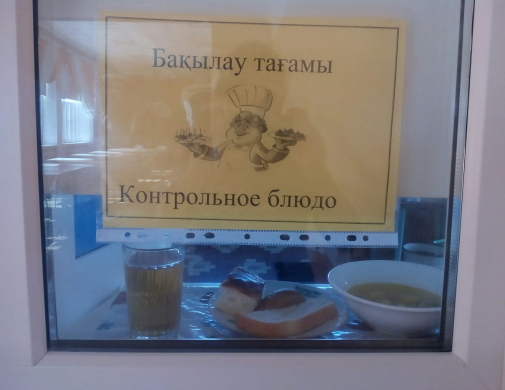 Бақылау тағамы
Контрольное блюдо